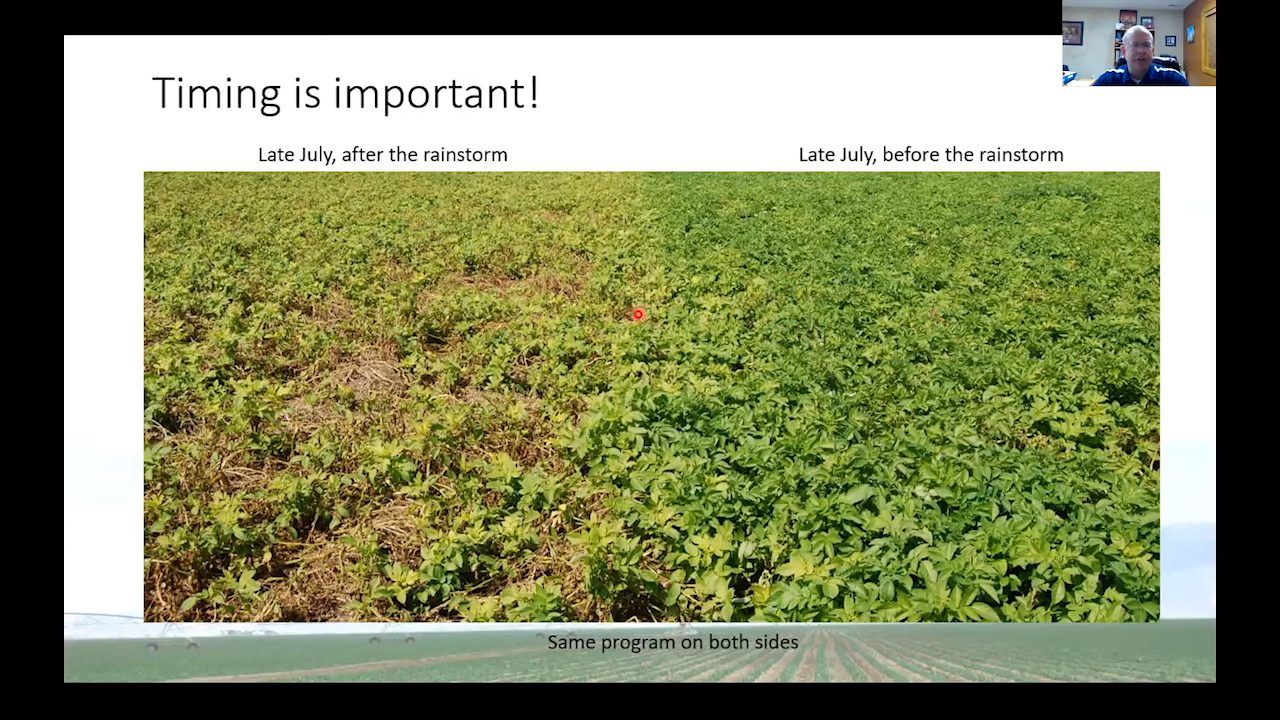 Timing is important!
Late July, after the rainstorm
Late July, before the rainstorm
Same program on both sides